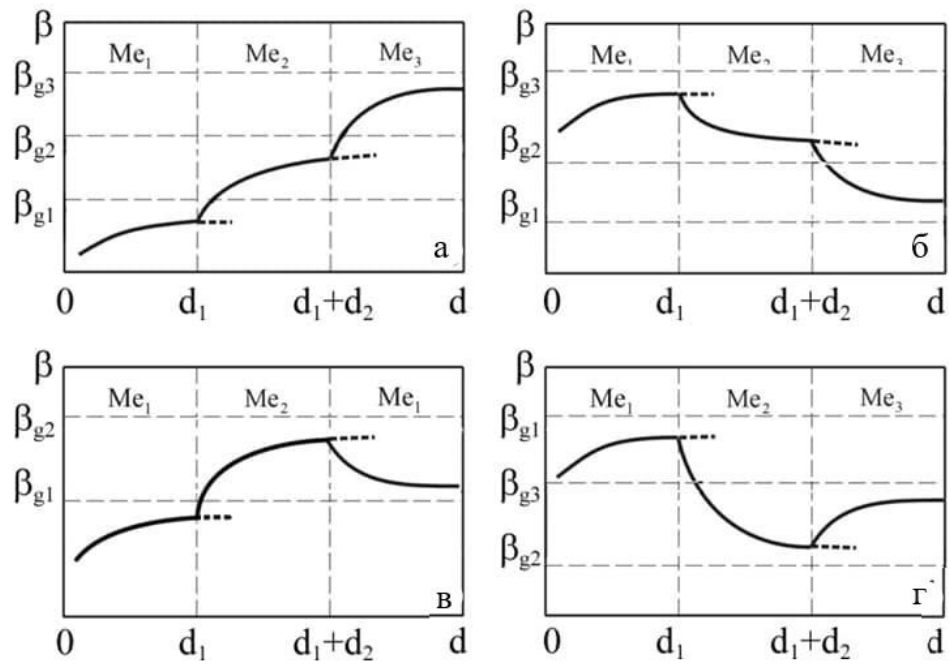 β
Me₁ Me₂ Me₃
βg3
βg2
βg1
а
0 d₁ d₁+d₂ d
β
Me₁ Me₂ Me₃
βg3
βg2
βg1
б
0 d₁ d₁+d₂ d
β
Me₁ Me₂ Me₁
βg2
βg1
в
0 d₁ d₁+d₂ d
β
Me₁ Me₂ Me₃
βg1
βg3
βg2
г
0 d₁ d₁+d₂ d